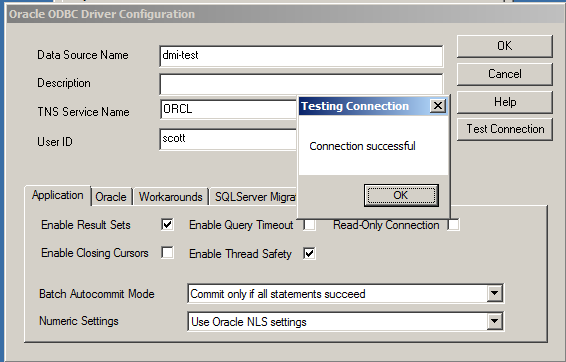 Oracle ODBC Driver Configuration
Data Source Name dmi-test OK
Description Cancel
TNS Service Name ORCL Help
User ID scott Test Connection
Testing Connection
Connection successful
OK
Application Oracle Workarounds SQLServer Migra
Enable Result Sets Enable Query Timeout Read-Only Connection
Enable Closing Cursors Enable Thread Safety
Batch Autocommit Mode Commit only if all statements succeed
Numeric Settings Use Oracle NLS settings